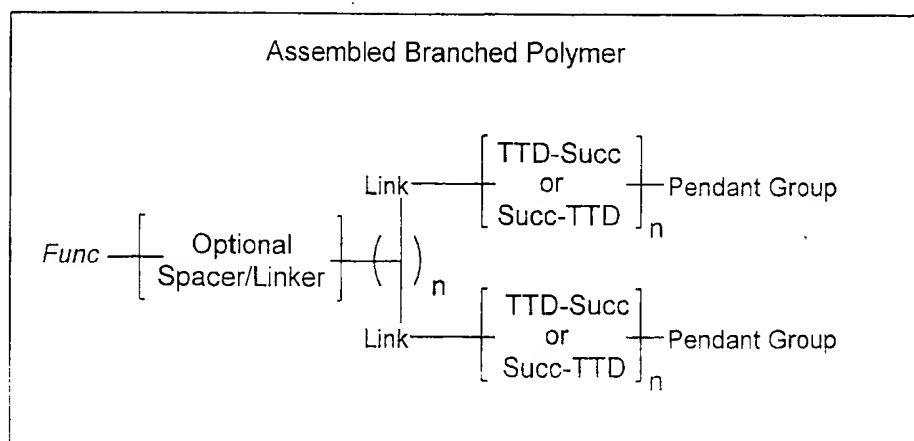 Assembled Branched Polymer
Link
TTD-Succ
or
Succ-TTD
n
Pendant Group
Func
Optional
Spacer/Linker
( )
n
Link
TTD-Succ
or
Succ-TTD
n
Pendant Group